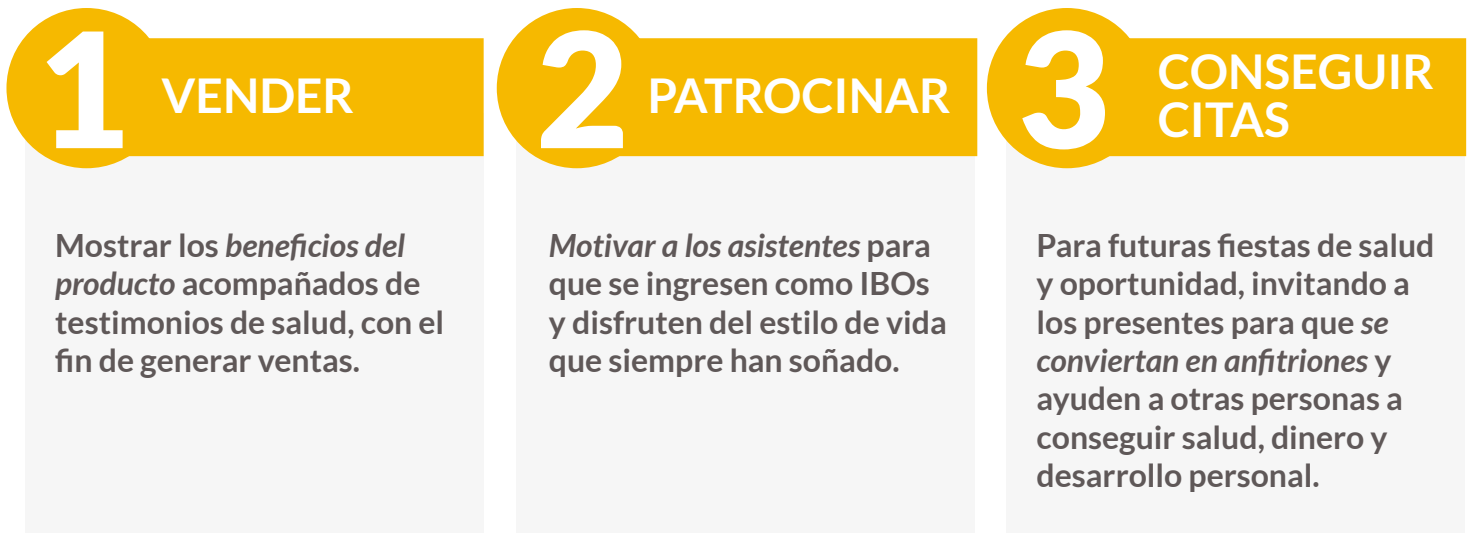 1 VENDER
Mostrar los beneficios del
producto acompañados de
testimonios de salud, con el
fin de generar ventas.
2 PATROCINAR
Motivar a los asistentes para
que se ingresen como IBOs
y disfruten del estilo de vida
que siempre han soñado.
3 CONSEGUIR
CITAS
Para futuras fiestas de salud
y oportunidad, invitando a
los presentes para que se
conviertan en anfitriones y
ayuden a otras personas a
conseguir salud, dinero y
desarrollo personal.